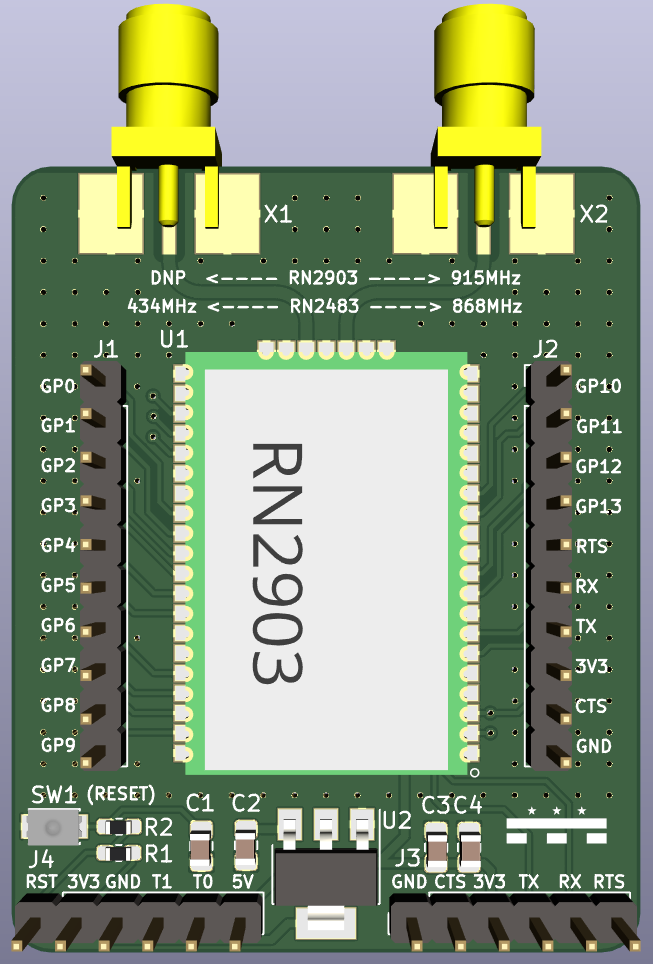 X1
X2
DNP <---- RN2903 ----> 915MHz
434MHz <---- RN2483 ----> 868MHz
U1
J1
J2
GP0
GP1
GP2
GP3
GP4
GP5
GP6
GP7
GP8
GP9
RN2903
GP10
GP11
GP12
GP13
RTS
RX
TX
3V3
CTS
GND
SW1 (RESET)
R2
R1
C1
C2
U2
C3
C4
J4
J3
RST 3V3 GND T1 T0 5V
GND CTS 3V3 TX RX RTS